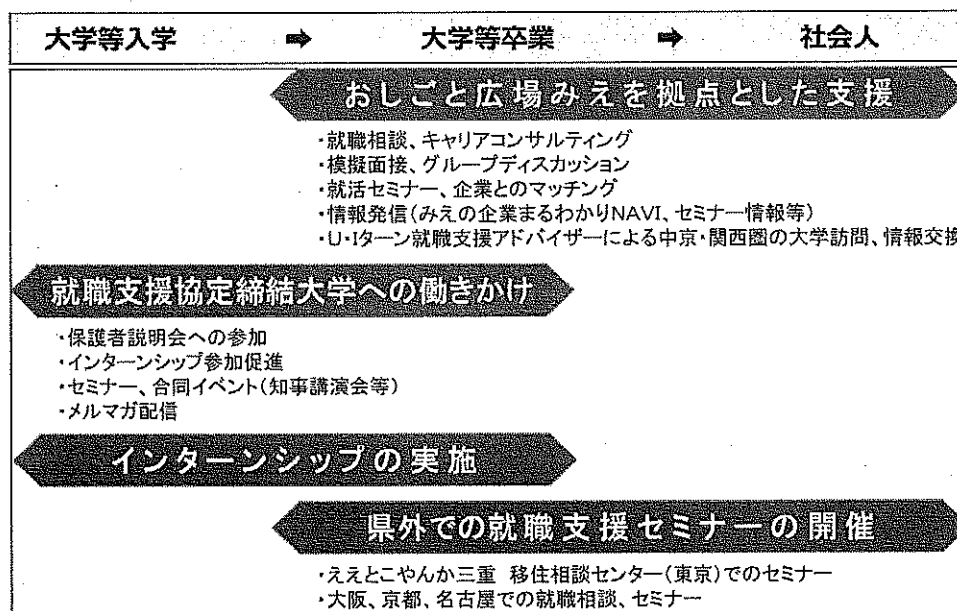 大学等入学 ➡ 大学等卒業 ➡ 社会人
おしごと広場みえを拠点とした支援
・就職相談、キャリアコンサルティング
・模擬面接、グループディスカッション
・就活セミナー、企業とのマッチング
・情報発信(みえの企業まるわかりNAVI、セミナー情報等)
・U・Iターン就職支援アドバイザーによる中京・関西圏の大学訪問、情報交換
就職支援協定締結大学への働きかけ
・保護者説明会への参加
・インターンシップ参加促進
・セミナー、合同イベント(知事講演会等)
・メルマガ配信
インターンシップの実施
県外での就職支援セミナーの開催
・ええとこやんか三重 移住相談センター(東京)でのセミナー
・大阪、京都、名古屋での就職相談、セミナー